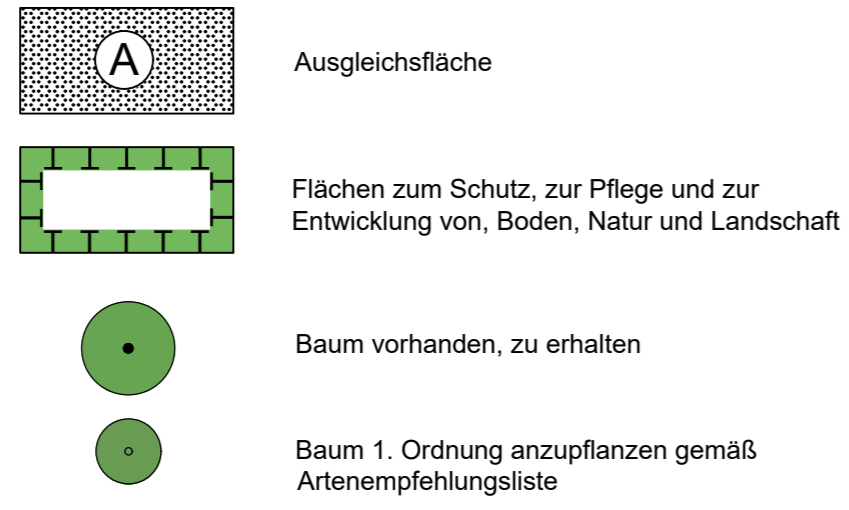 A
Ausgleichsfläche
Flächen zum Schutz, zur Pflege und zur
Entwicklung von, Boden, Natur und Landschaft
Baum vorhanden, zu erhalten
Baum 1. Ordnung anzupflanzen gemäß
Artenempfehlungsliste